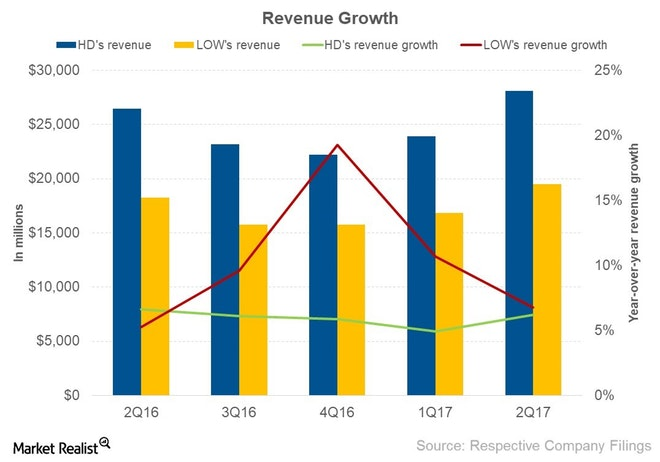 Revenue Growth
HD's revenue LOW's revenue HD's revenue growth LOW's revenue growth
$30,000
$25,000
$20,000
$15,000
$10,000
$5,000
$0
In millions
25%
20%
15%
10%
5%
0%
Year-over-year revenue growth
2Q16 3Q16 4Q16 1Q17 2Q17
Market Realist
Source: Respective Company Filings